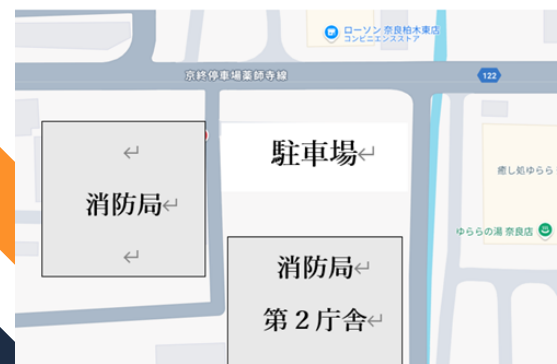 ローソン 奈良柏木東店
コンビニエンスストア
京終停車場薬師寺線
122
駐車場↵
↵
消防局↵
↵
癒し処ゆらら
ゆららの湯 奈良店
消防局↵
第２庁舎↵